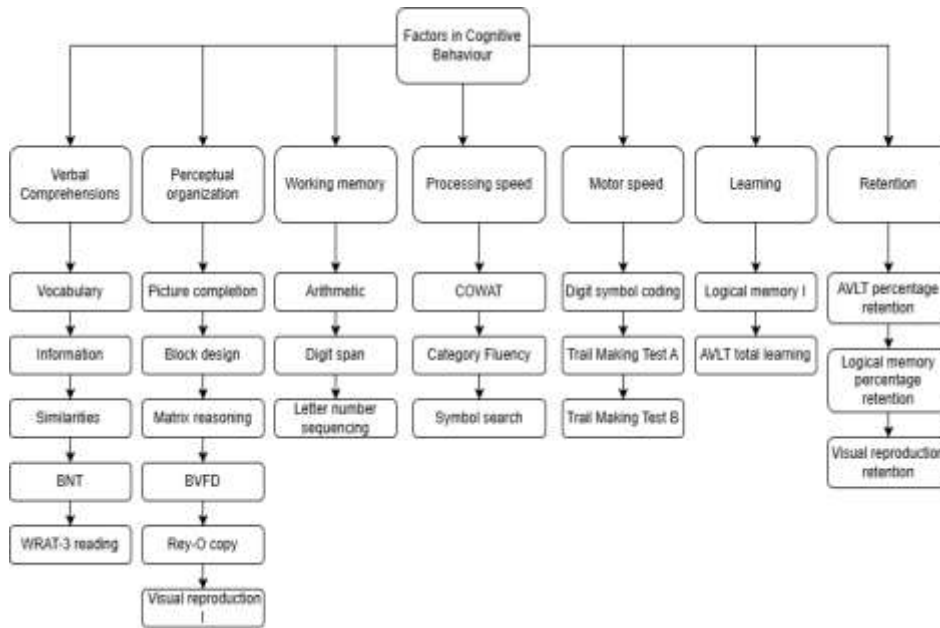 Factors in Cognitive
Behaviour
Verbal
Comprehensions
Perceptual
organization
Working memory
Processing speed
Motor speed
Learning
Retention
Vocabulary
Information
Similarities
BNT
WRAT-3 reading
Picture completion
Block design
Matrix reasoning
BVFD
Rey-O copy
Visual reproduction
I
Arithmetic
Digit span
Letter number
sequencing
COWAT
Category Fluency
Symbol search
Digit symbol coding
Trail Making Test A
Trail Making Test B
Logical memory I
AVLT total learning
AVLT percentage
retention
Logical memory
percentage
retention
Visual reproduction
retention